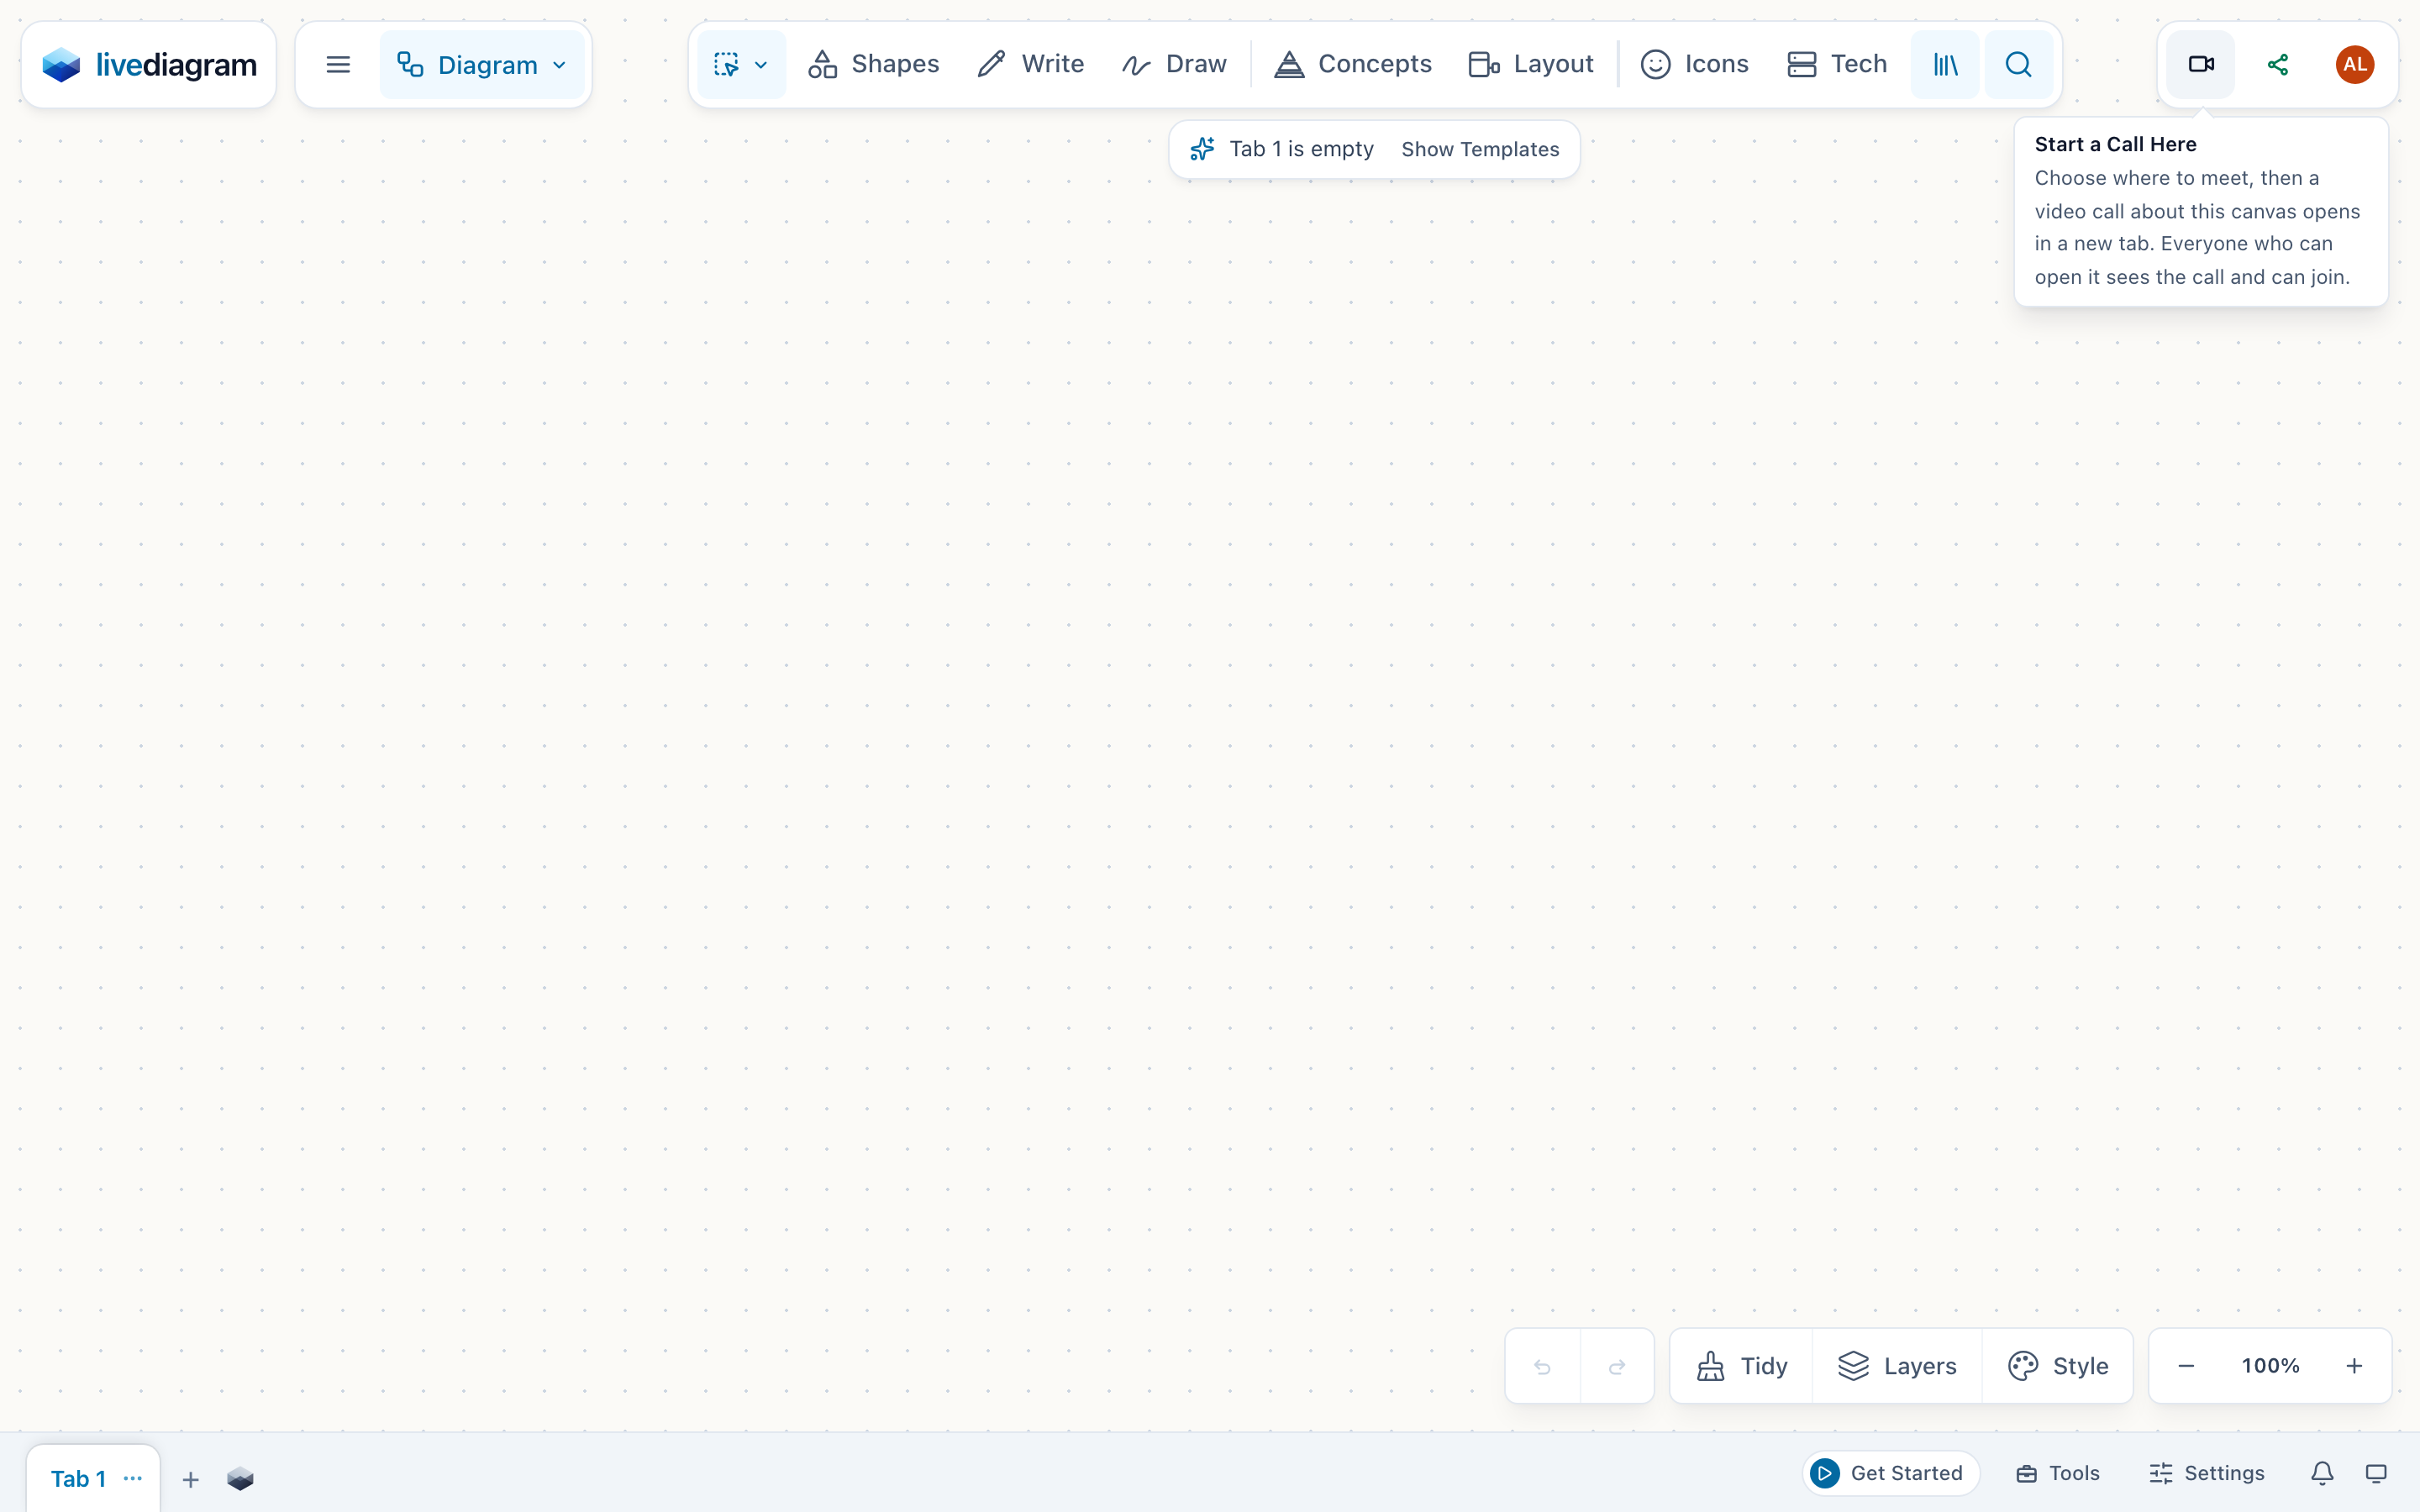 livediagram
Diagram
Shapes
Write
Draw
Concepts
Layout
Icons
Tech
AL
Tab 1 is empty
Show Templates
Start a Call Here
Choose where to meet, then a
video call about this canvas opens
in a new tab. Everyone who can
open it sees the call and can join.
Tidy
Layers
Style
100%
Tab 1
Get Started
Tools
Settings